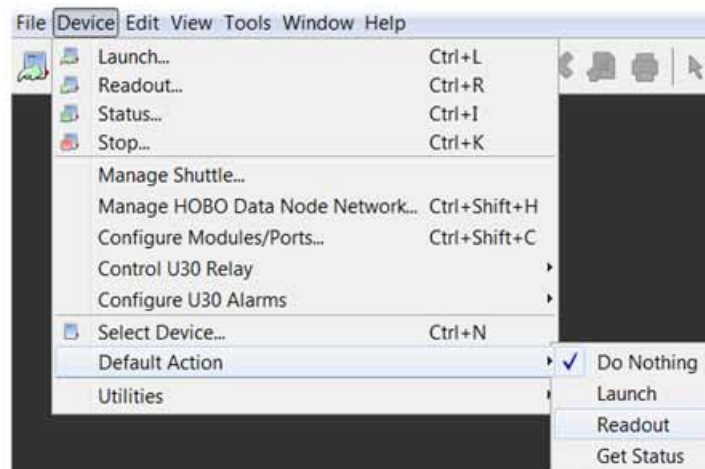 File Device Edit View Tools Window Help
Launch... Ctrl+L
Readout... Ctrl+R
Status... Ctrl+I
Stop... Ctrl+K
Manage Shuttle...
Manage HOBO Data Node Network... Ctrl+Shift+H
Configure Modules/Ports... Ctrl+Shift+C
Control U30 Relay
Configure U30 Alarms
Select Device... Ctrl+N
Default Action
Utilities
Do Nothing
Launch
Readout
Get Status